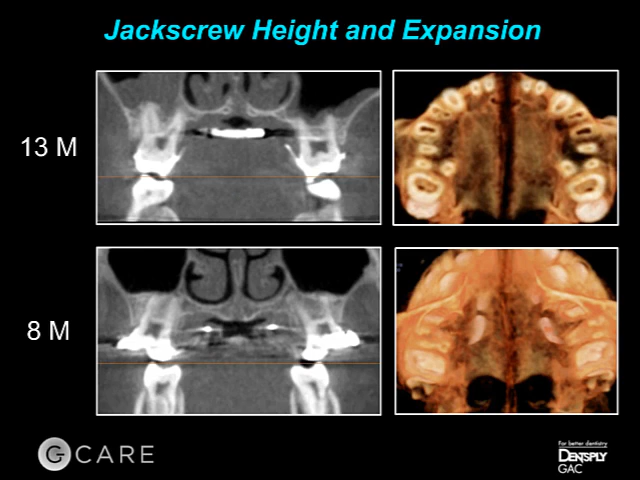 Jackscrew Height and Expansion
13 M
8 M
G CARE
For better dentistry
DENTSPLY
GAC